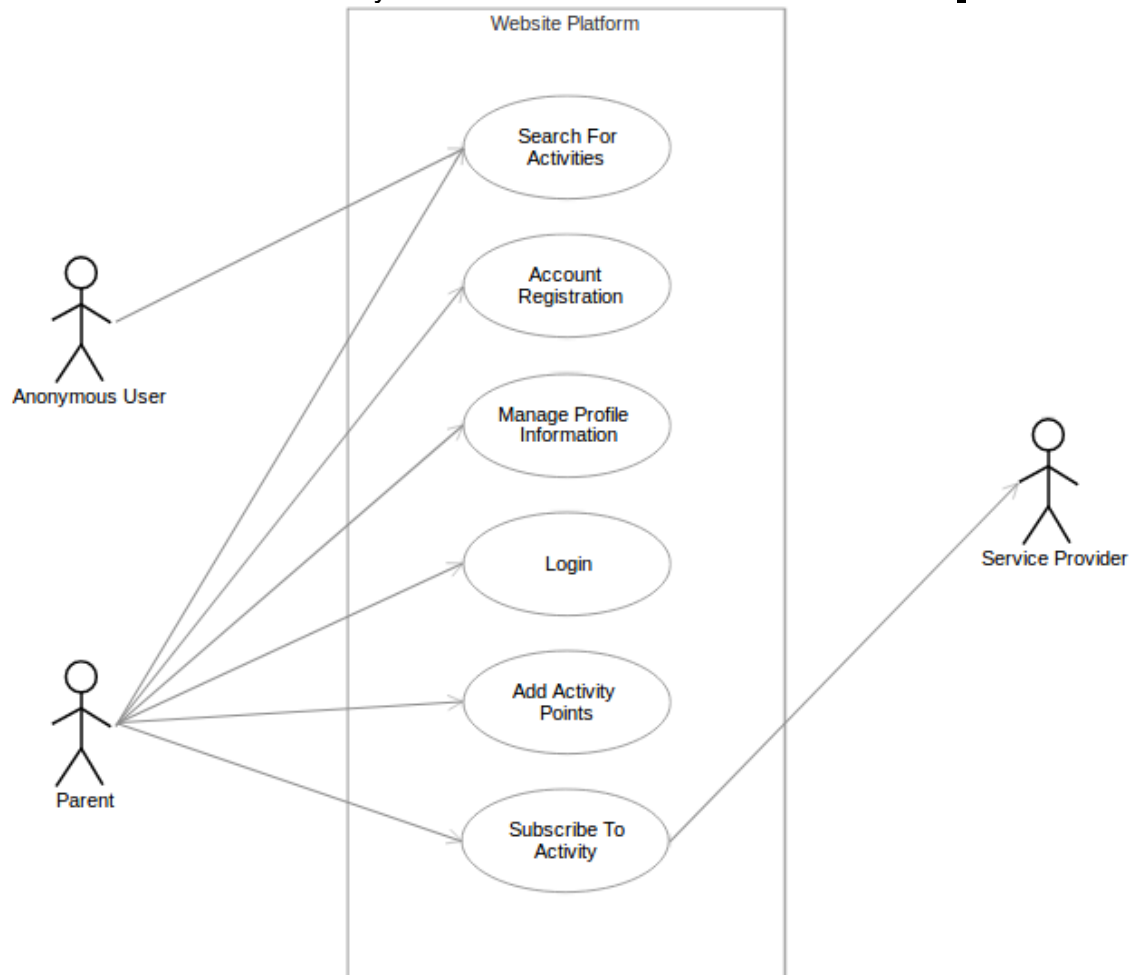 Website Platform
Search For
Activities
Account
Registration
Anonymous User
Manage Profile
Information
Service Provider
Login
Add Activity
Points
Parent
Subscribe To
Activity